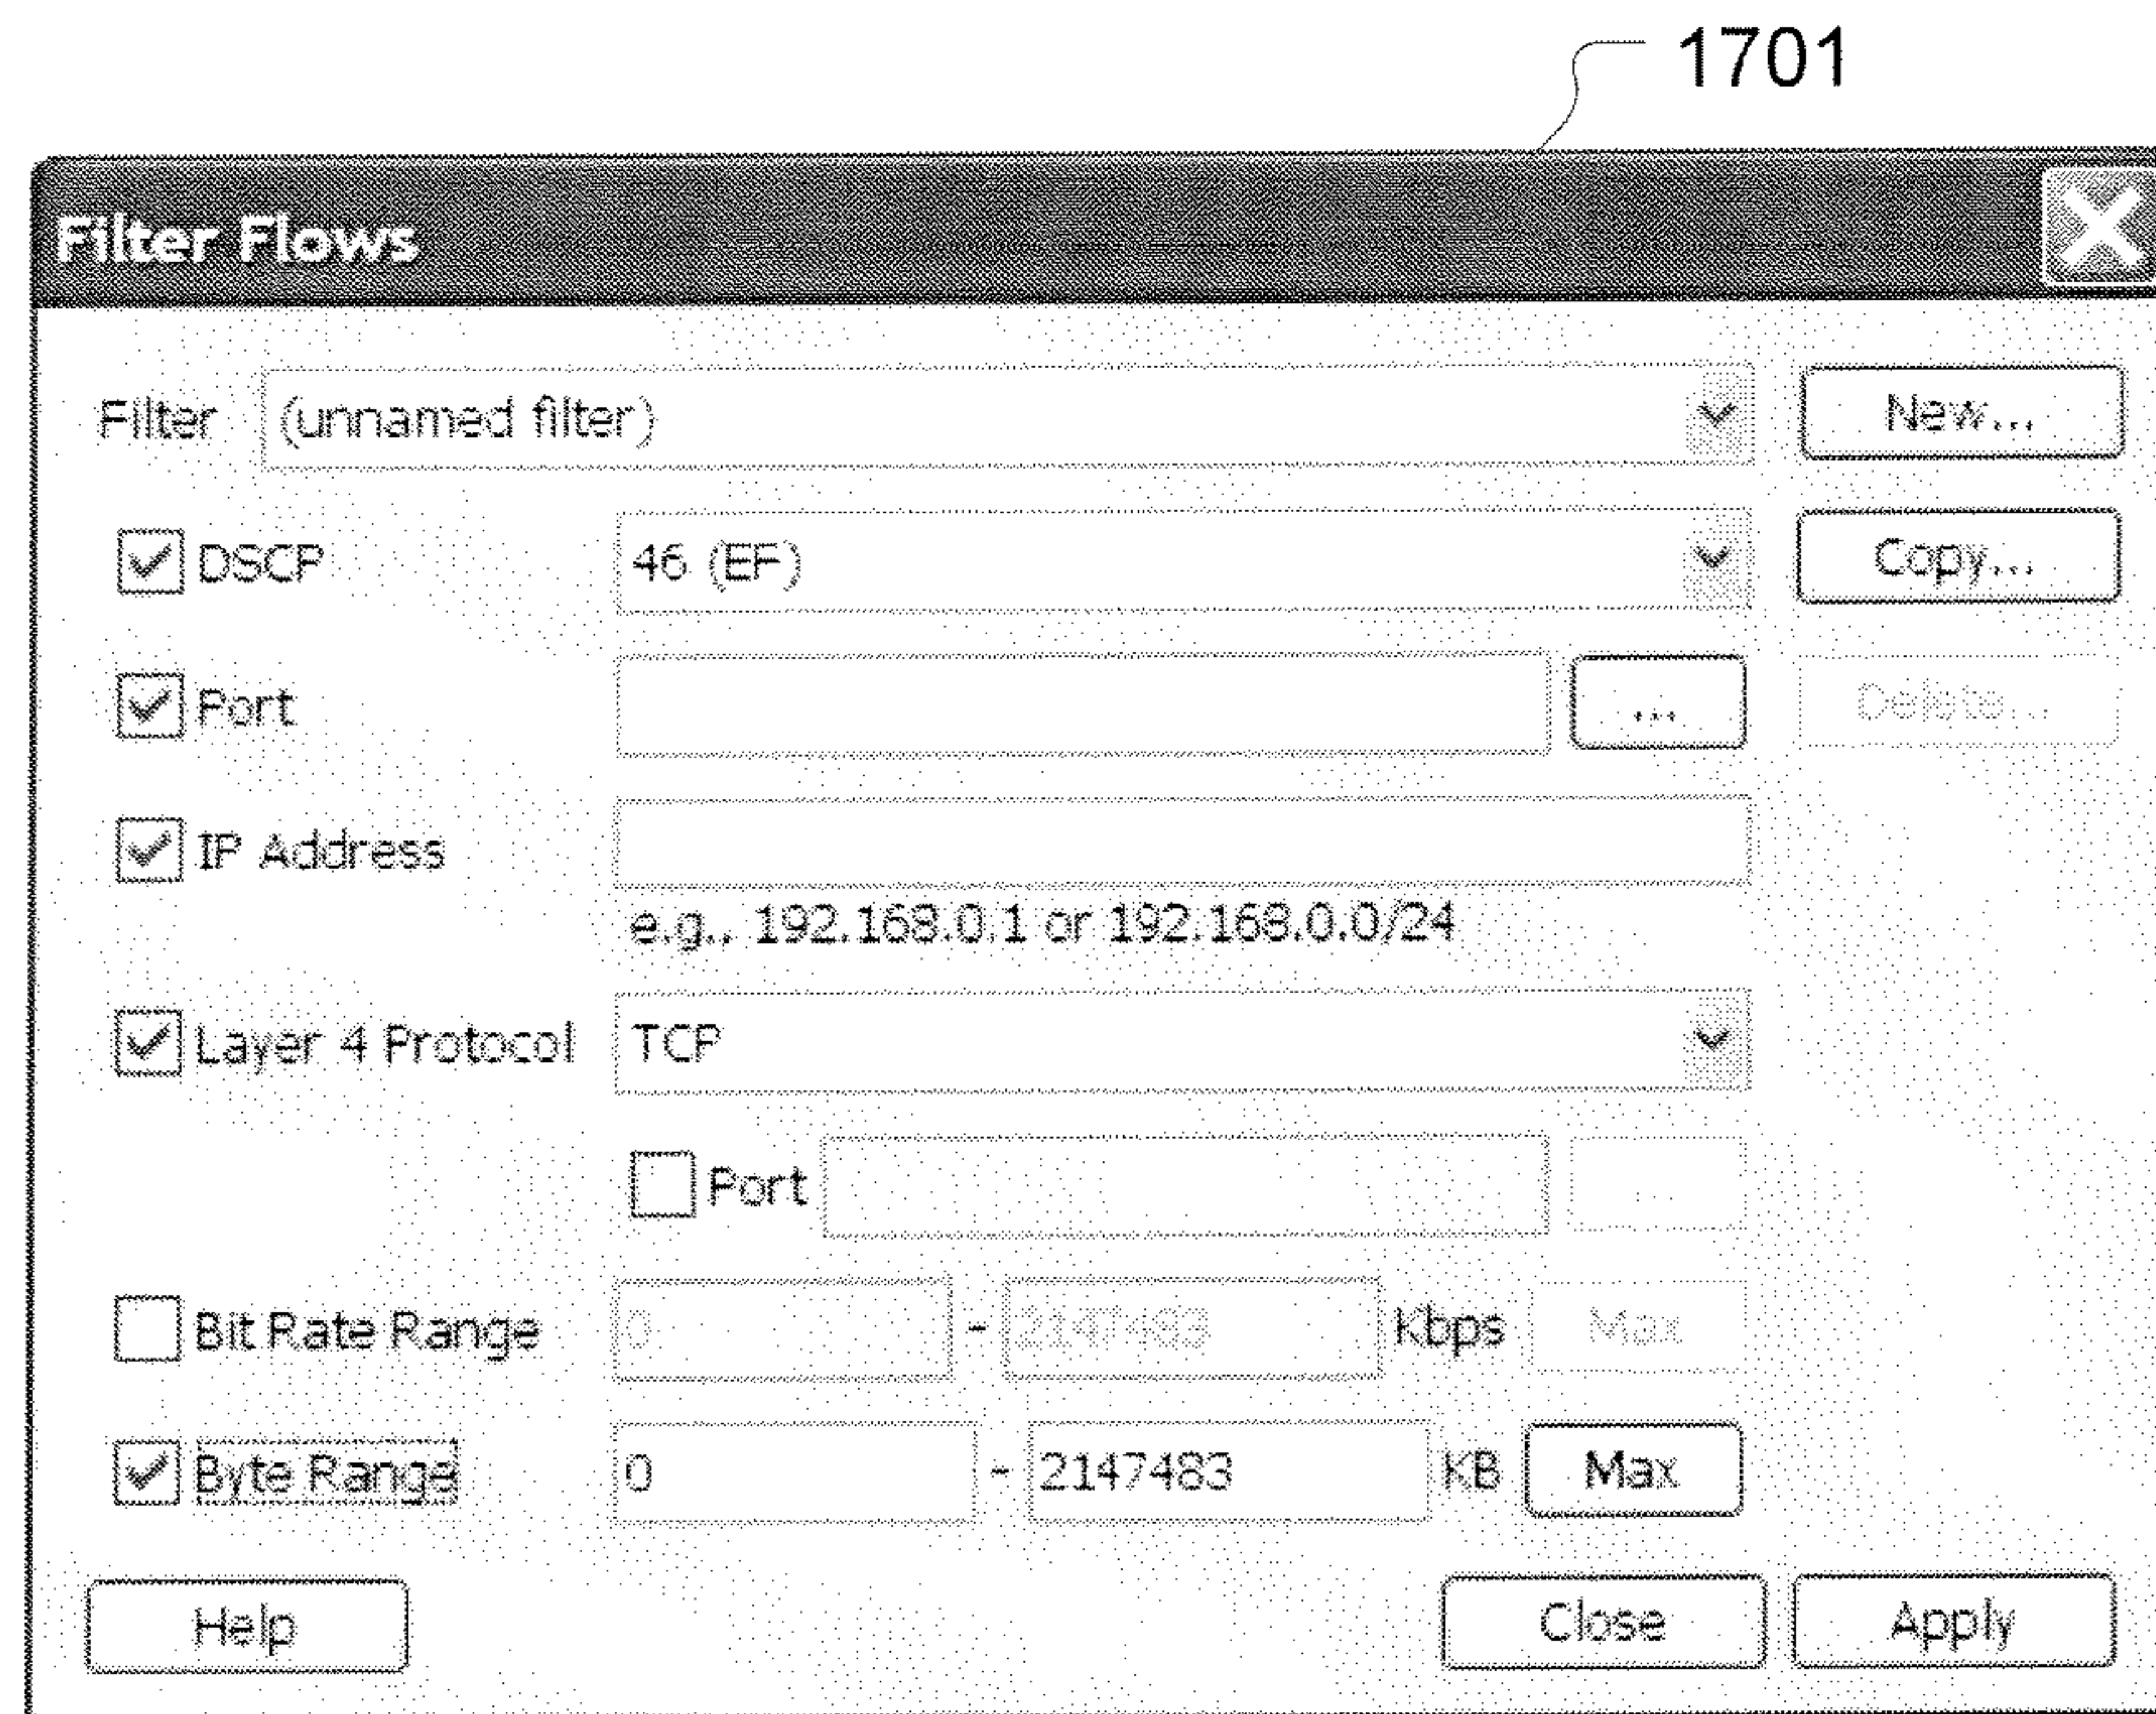 1701
Filter Flows
Filter (unnamed filter) New...
DSCP 46 (EF) Copy...
Port ... Delete...
IP Address
e.g., 192.168.0.1 or 192.168.0.0/24
Layer 4 Protocol TCP
Port ...
Bit Rate Range 0 - 2147483 Kbps Max
Byte Range 0 - 2147483 KB Max
Help Close Apply